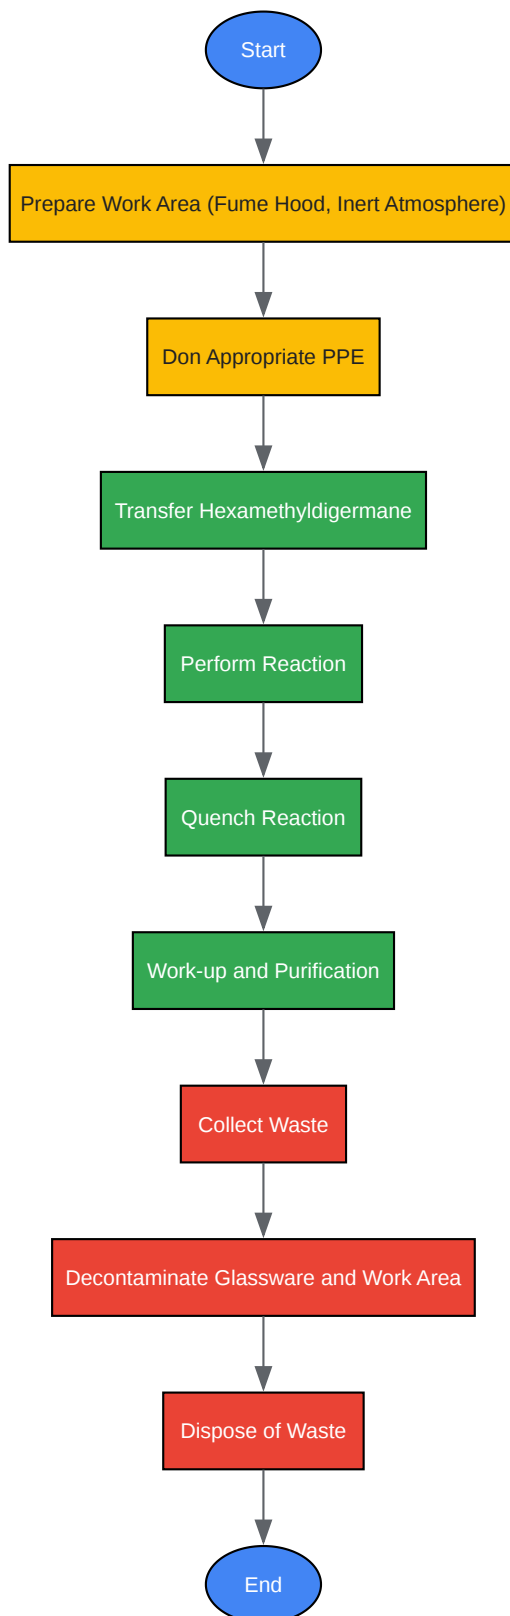 Start
Prepare Work Area (Fume Hood, Inert Atmosphere)
Don Appropriate PPE
Transfer Hexamethyldigermane
Perform Reaction
Quench Reaction
Work-up and Purification
Collect Waste
Decontaminate Glassware and Work Area
Dispose of Waste
End